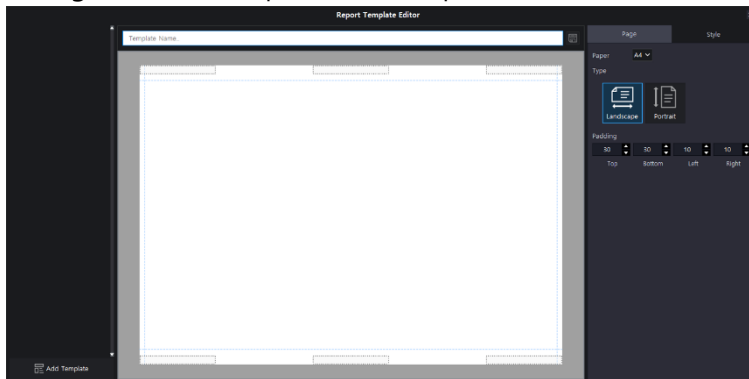 Report Template Editor
Template Name.
Page Style
Paper A4
Type
Landscape Portrait
Padding
30 30 10 10
Top Bottom Left Right
Add Template